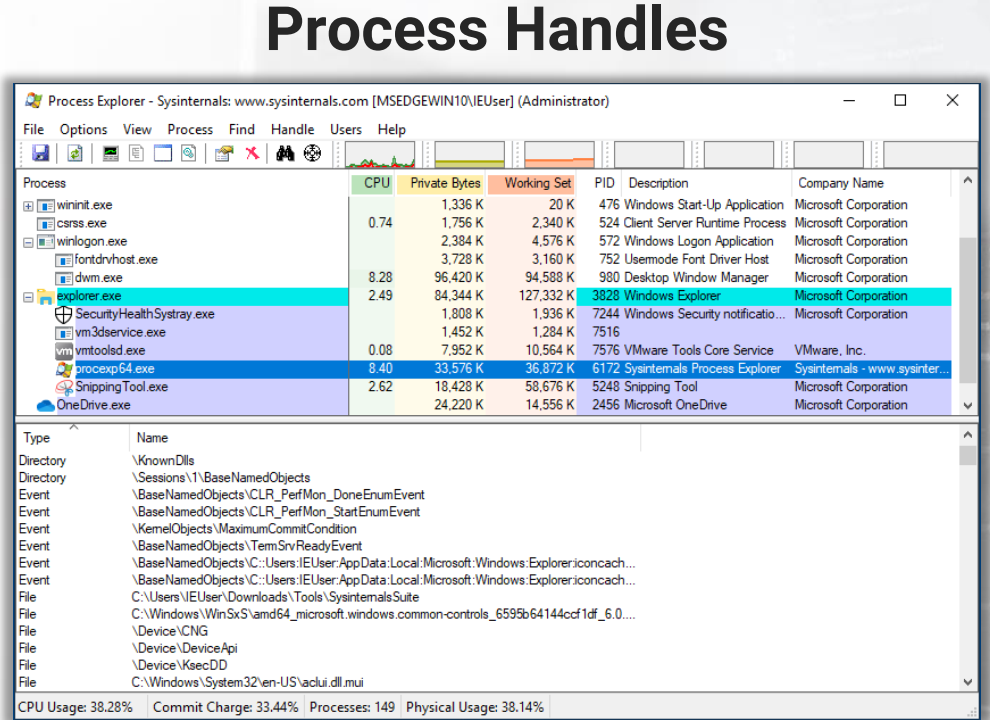 Process Handles
Process Explorer - Sysinternals: www.sysinternals.com [MSEDGEWIN10\IEUser] (Administrator)
File Options View Process Find Handle Users Help
Process CPU Private Bytes Working Set PID Description Company Name
wininit.exe 1,336 K 20 K 476 Windows Start-Up Application Microsoft Corporation
csrss.exe 0.74 1,756 K 2,340 K 524 Client Server Runtime Process Microsoft Corporation
winlogon.exe 2,384 K 4,576 K 572 Windows Logon Application Microsoft Corporation
fontdrvhost.exe 3,728 K 3,160 K 752 Usermode Font Driver Host Microsoft Corporation
dwm.exe 8.28 96,420 K 94,588 K 980 Desktop Window Manager Microsoft Corporation
explorer.exe 2.49 84,344 K 127,332 K 3828 Windows Explorer Microsoft Corporation
SecurityHealthSystray.exe 1,808 K 1,936 K 7244 Windows Security notificatio... Microsoft Corporation
vm3dservice.exe 1,452 K 1,284 K 7516
vm vmtoolsd.exe 0.08 7,952 K 10,564 K 7576 VMware Tools Core Service VMware, Inc.
procexp64.exe 8.40 33,576 K 36,872 K 6172 Sysinternals Process Explorer Sysinternals - www.sysinter...
SnippingTool.exe 2.62 18,428 K 58,676 K 5248 Snipping Tool Microsoft Corporation
OneDrive.exe 24,220 K 14,556 K 2456 Microsoft OneDrive Microsoft Corporation
Type Name
Directory \KnownDlls
Directory \Sessions\1\BaseNamedObjects
Event \BaseNamedObjects\CLR_PerfMon_DoneEnumEvent
Event \BaseNamedObjects\CLR_PerfMon_StartEnumEvent
Event \KernelObjects\MaximumCommitCondition
Event \BaseNamedObjects\TermSrvReadyEvent
Event \BaseNamedObjects\C::Users:IEUser:AppData:Local:Microsoft:Windows:Explorer:iconcach...
Event \BaseNamedObjects\C::Users:IEUser:AppData:Local:Microsoft:Windows:Explorer:iconcach...
File C:\Users\IEUser\Downloads\Tools\SysinternalsSuite
File C:\Windows\WinSxS\amd64_microsoft.windows.common-controls_6595b64144ccf1df_6.0....
File \Device\CNG
File \Device\DeviceApi
File \Device\KsecDD
File C:\Windows\System32\en-US\aclui.dll.mui
CPU Usage: 38.28% Commit Charge: 33.44% Processes: 149 Physical Usage: 38.14%